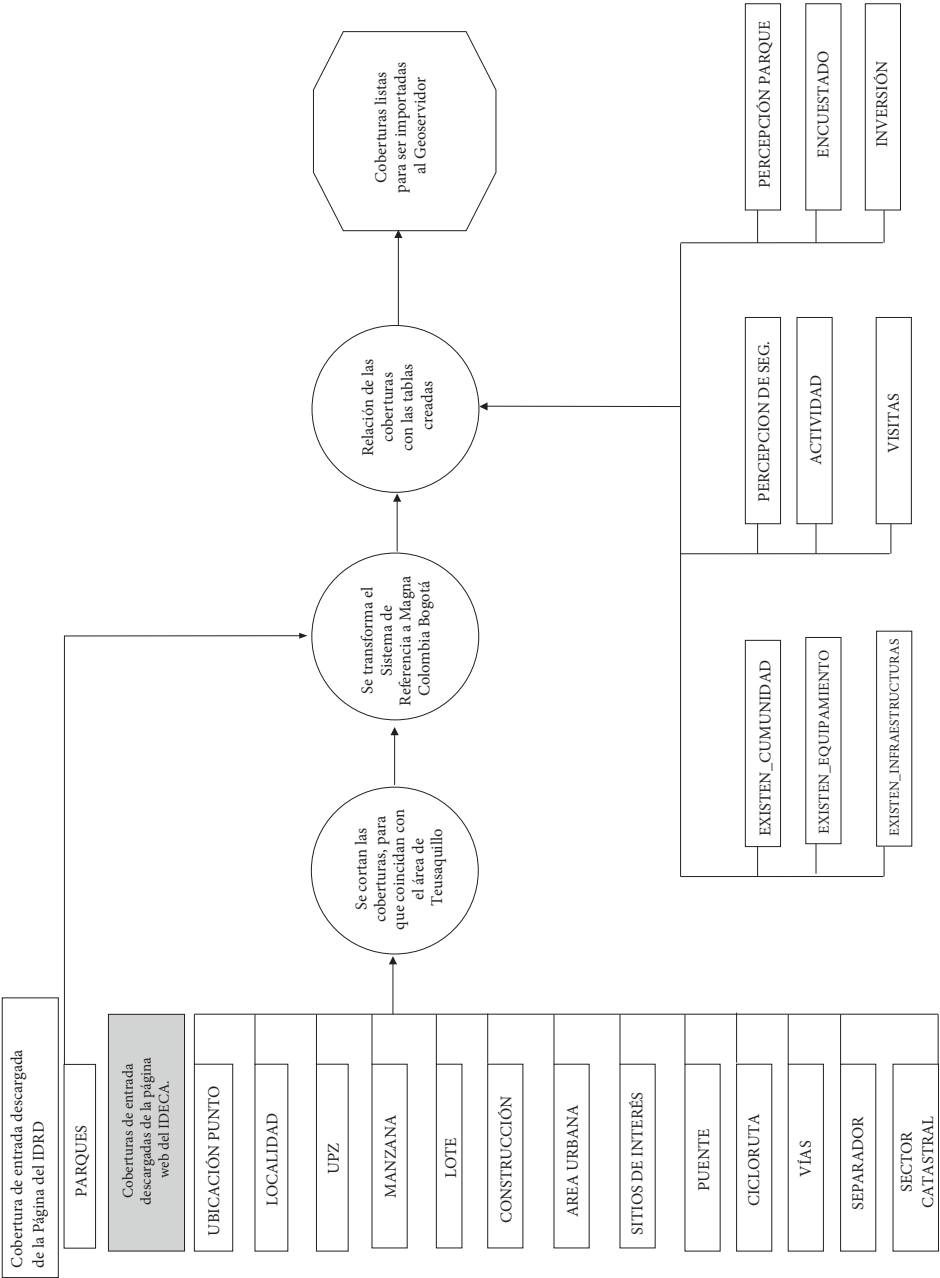 Cobertura de entrada descargada
de la Página del IDRD
PARQUES
Coberturas de entrada
descargadas de la página
web del IDECA.
UBICACIÓN PUNTO
LOCALIDAD
UPZ
MANZANA
LOTE
CONSTRUCCIÓN
AREA URBANA
SITIOS DE INTERÉS
PUENTE
CICLORUTA
VÍAS
SEPARADOR
SECTOR
CATASTRAL
Se cortan las
coberturas, para
que coincidan con
el área de
Teusaquillo
Se transforma el
Sistema de
Referencia a Magna
Colombia Bogotá
Relación de las
coberturas
con las tablas
creadas
Coberturas listas
para ser importadas
al Geoservidor
EXISTEN_CUMUNIDAD
EXISTEN_EQUIPAMIENTO
EXISTEN_INFRAESTRUCTURAS
PERCEPCION DE SEG.
ACTIVIDAD
VISITAS
PERCEPCIÓN PARQUE
ENCUESTADO
INVERSIÓN